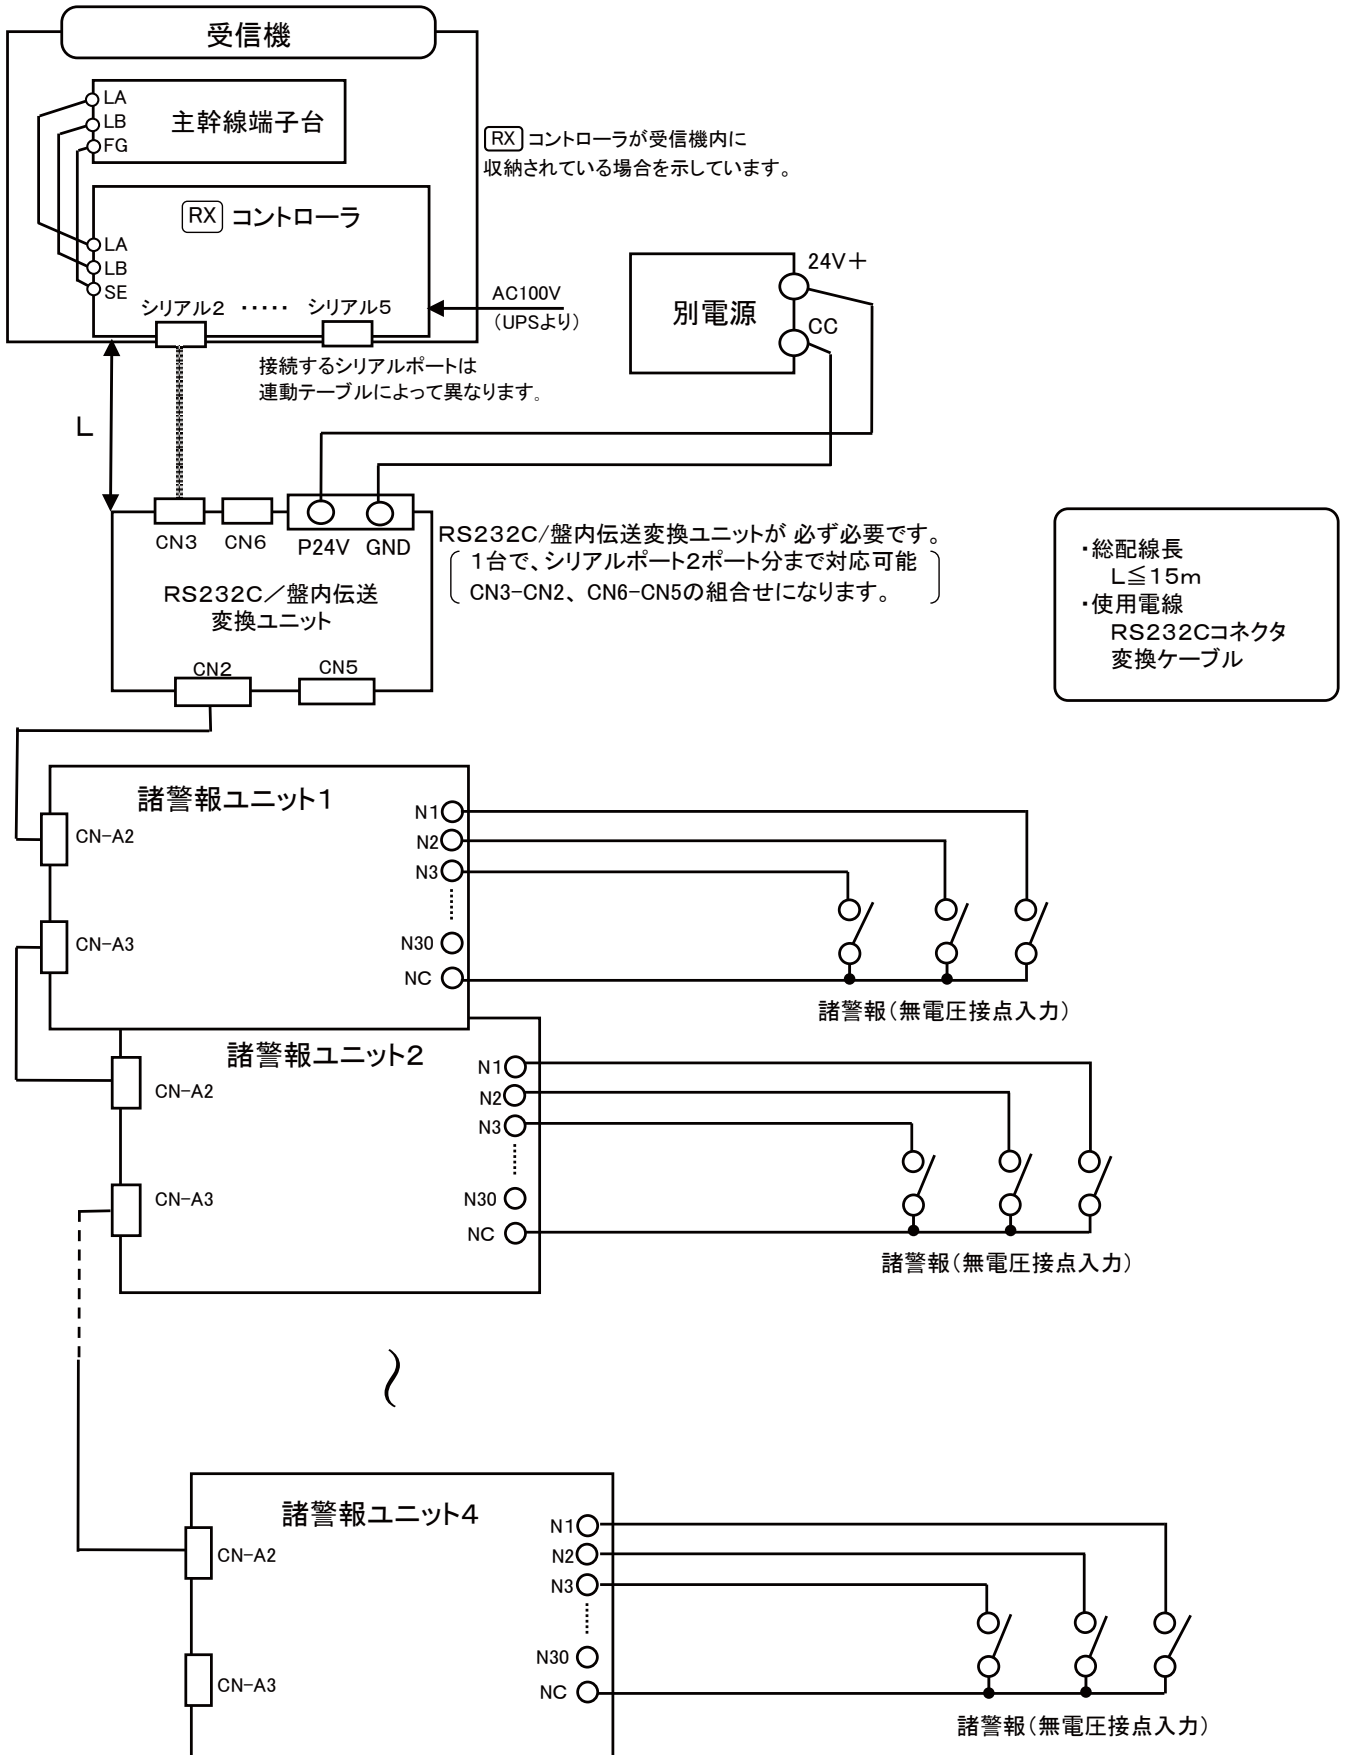 受信機
LA
LB
FG
主幹線端子台
RX コントローラが受信機内に
収納されている場合を示しています。
RX コントローラ
LA
LB
SE
シリアル2 ····· シリアル5
AC100V
(UPSより)
接続するシリアルポートは
連動テーブルによって異なります。
別電源
24V＋
CC
L
CN3
CN6
P24V
GND
RS232C/盤内伝送変換ユニットが 必ず必要です。
1台で、シリアルポート2ポート分まで対応可能
CN3-CN2、CN6-CN5の組合せになります。
RS232C／盤内伝送
変換ユニット
CN2
CN5
・総配線長
L≦15m
・使用電線
RS232Cコネクタ
変換ケーブル
諸警報ユニット1
CN-A2
CN-A3
N1
N2
N3
N30
NC
諸警報(無電圧接点入力)
諸警報ユニット2
CN-A2
CN-A3
N1
N2
N3
N30
NC
諸警報(無電圧接点入力)
〜
諸警報ユニット4
CN-A2
CN-A3
N1
N2
N3
N30
NC
諸警報(無電圧接点入力)